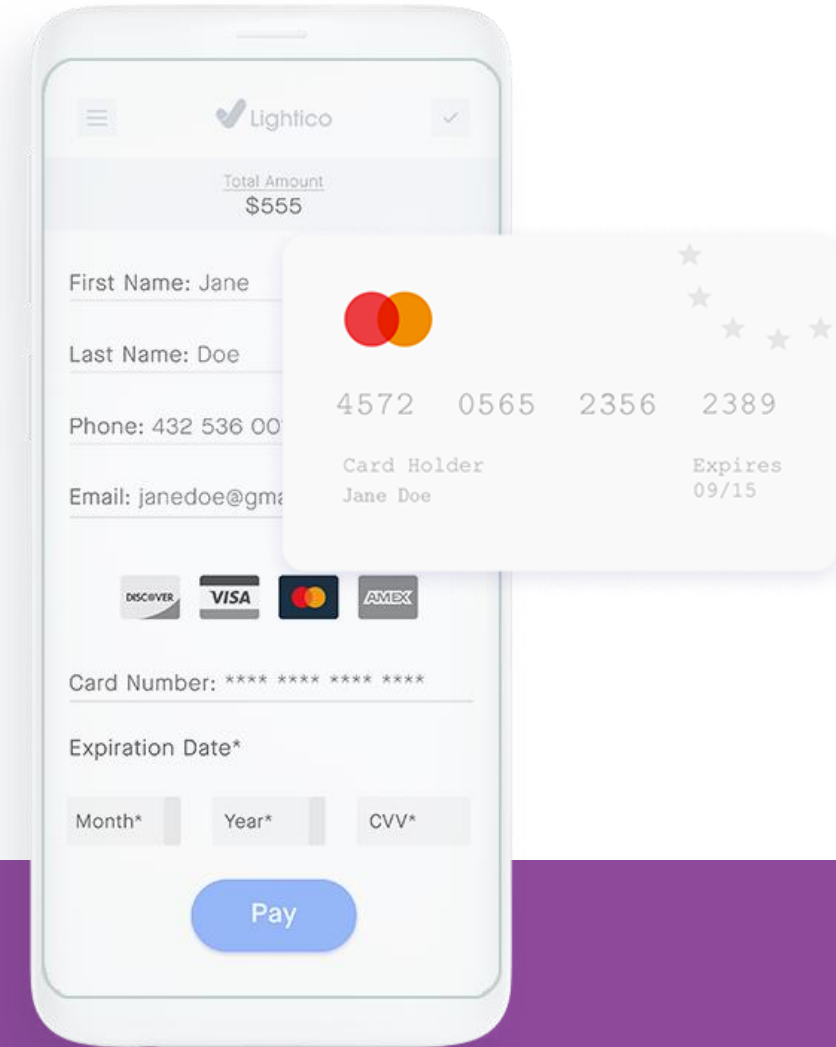 Lightico
Total Amount
$555
First Name: Jane
Last Name: Doe
Phone: 432 536 00
Email: janedoe@gma
4572 0565 2356 2389
Card Holder
Jane Doe
Expires
09/15
DISCOVER
VISA
AMEX
Card Number: **** **** **** ****
Expiration Date*
Month*
Year*
CVV*
Pay